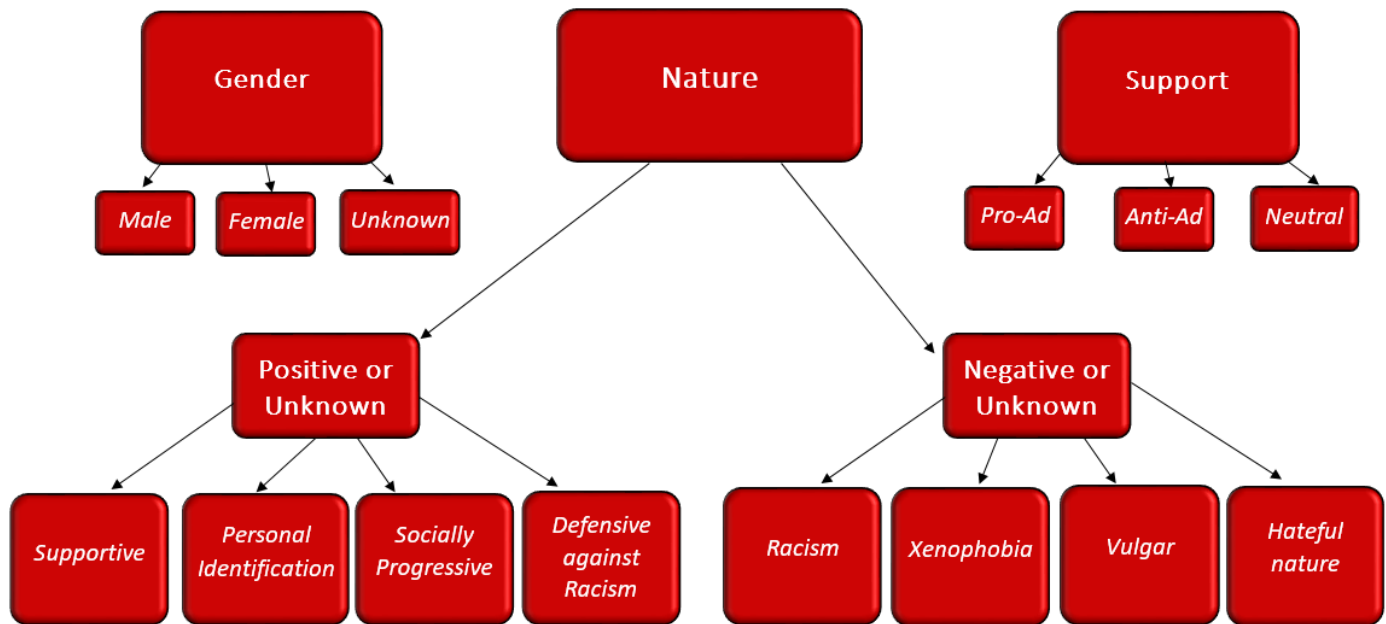 Gender
Nature
Support
Male
Female
Unknown
Pro-Ad
Anti-Ad
Neutral
Positive or
Unknown
Negative or
Unknown
Supportive
Personal
Identification
Socially
Progressive
Defensive
against
Racism
Racism
Xenophobia
Vulgar
Hateful
nature